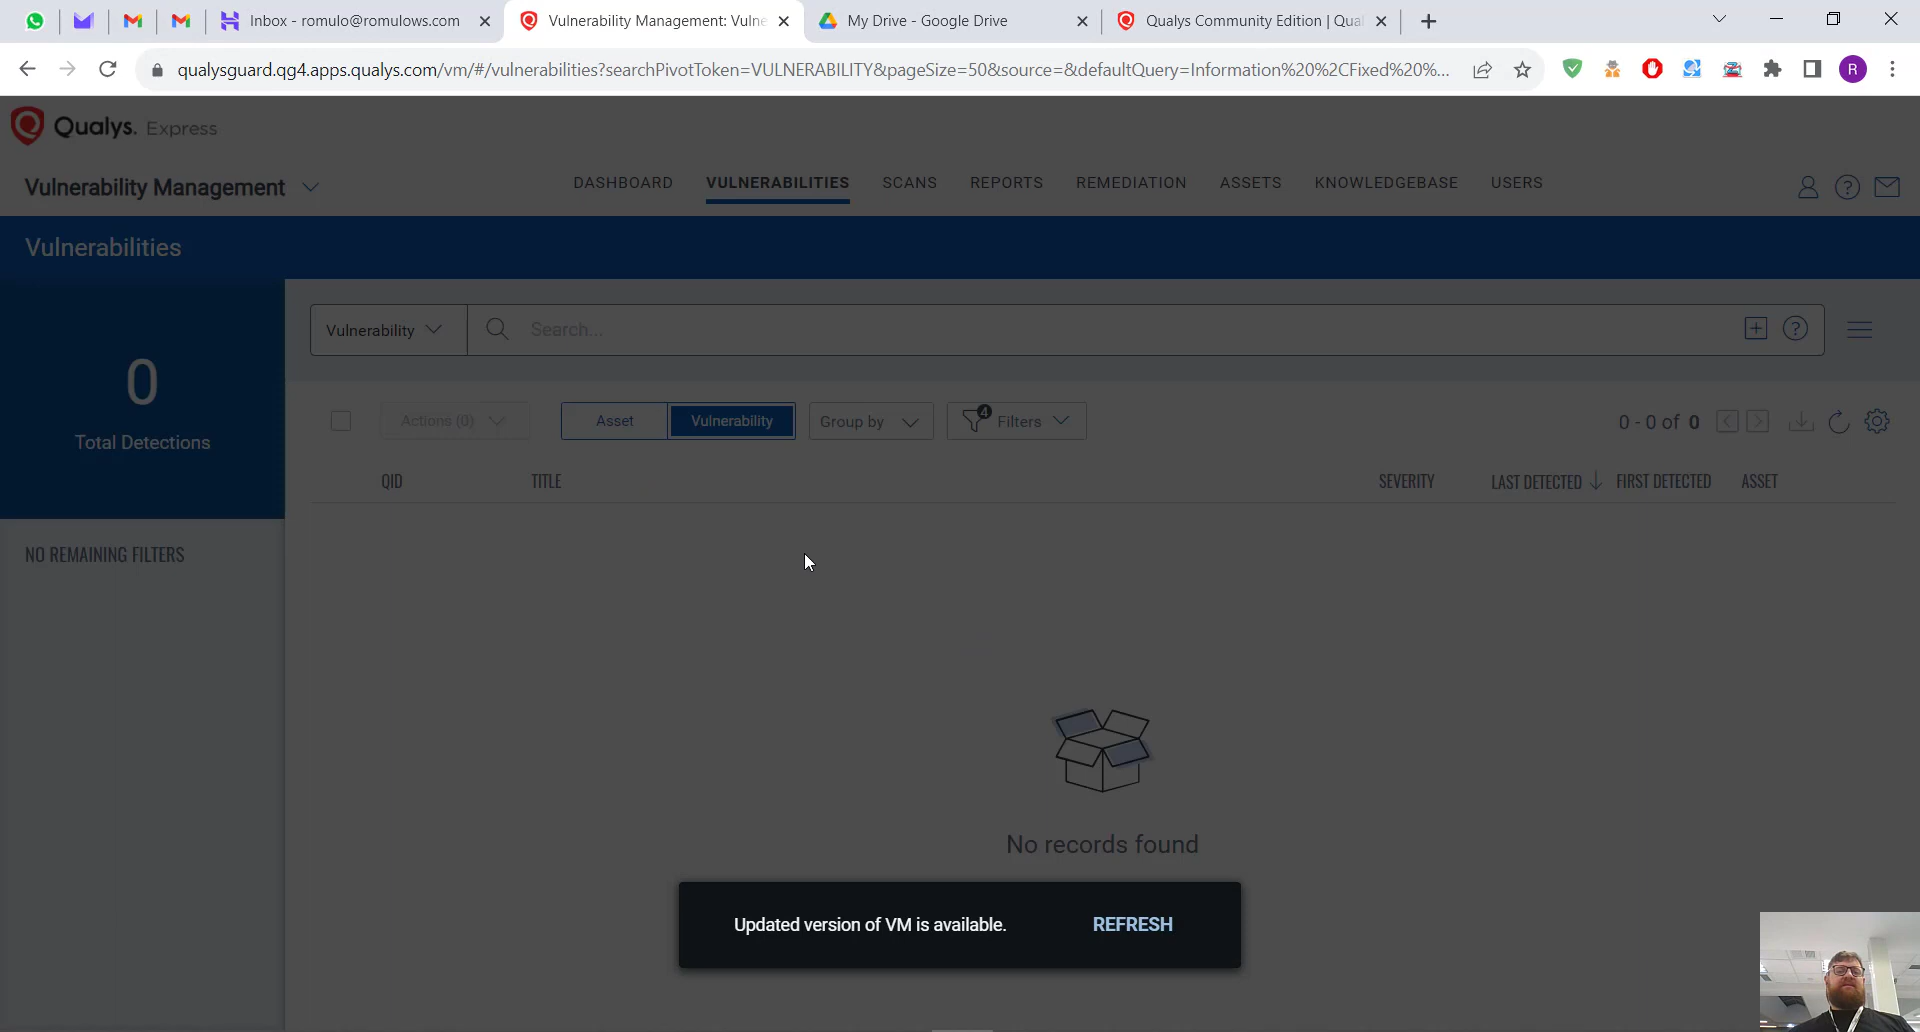 Inbox - romulo@romulows.com
Vulnerability Management: Vulne
My Drive - Google Drive
Qualys Community Edition | Qual
qualysguard.qg4.apps.qualys.com/vm/#/vulnerabilities?searchPivotToken=VULNERABILITY&pageSize=50&source=&defaultQuery=Information%20%2CFixed%20%...
R
Qualys. Express
Vulnerability Management
DASHBOARD VULNERABILITIES SCANS REPORTS REMEDIATION ASSETS KNOWLEDGEBASE USERS
Vulnerabilities
0
Total Detections
NO REMAINING FILTERS
Vulnerability
Search...
Actions (0)
Asset
Vulnerability
Group by
4
Filters
0 - 0 of 0
QID TITLE SEVERITY LAST DETECTED FIRST DETECTED ASSET
No records found
Updated version of VM is available. REFRESH